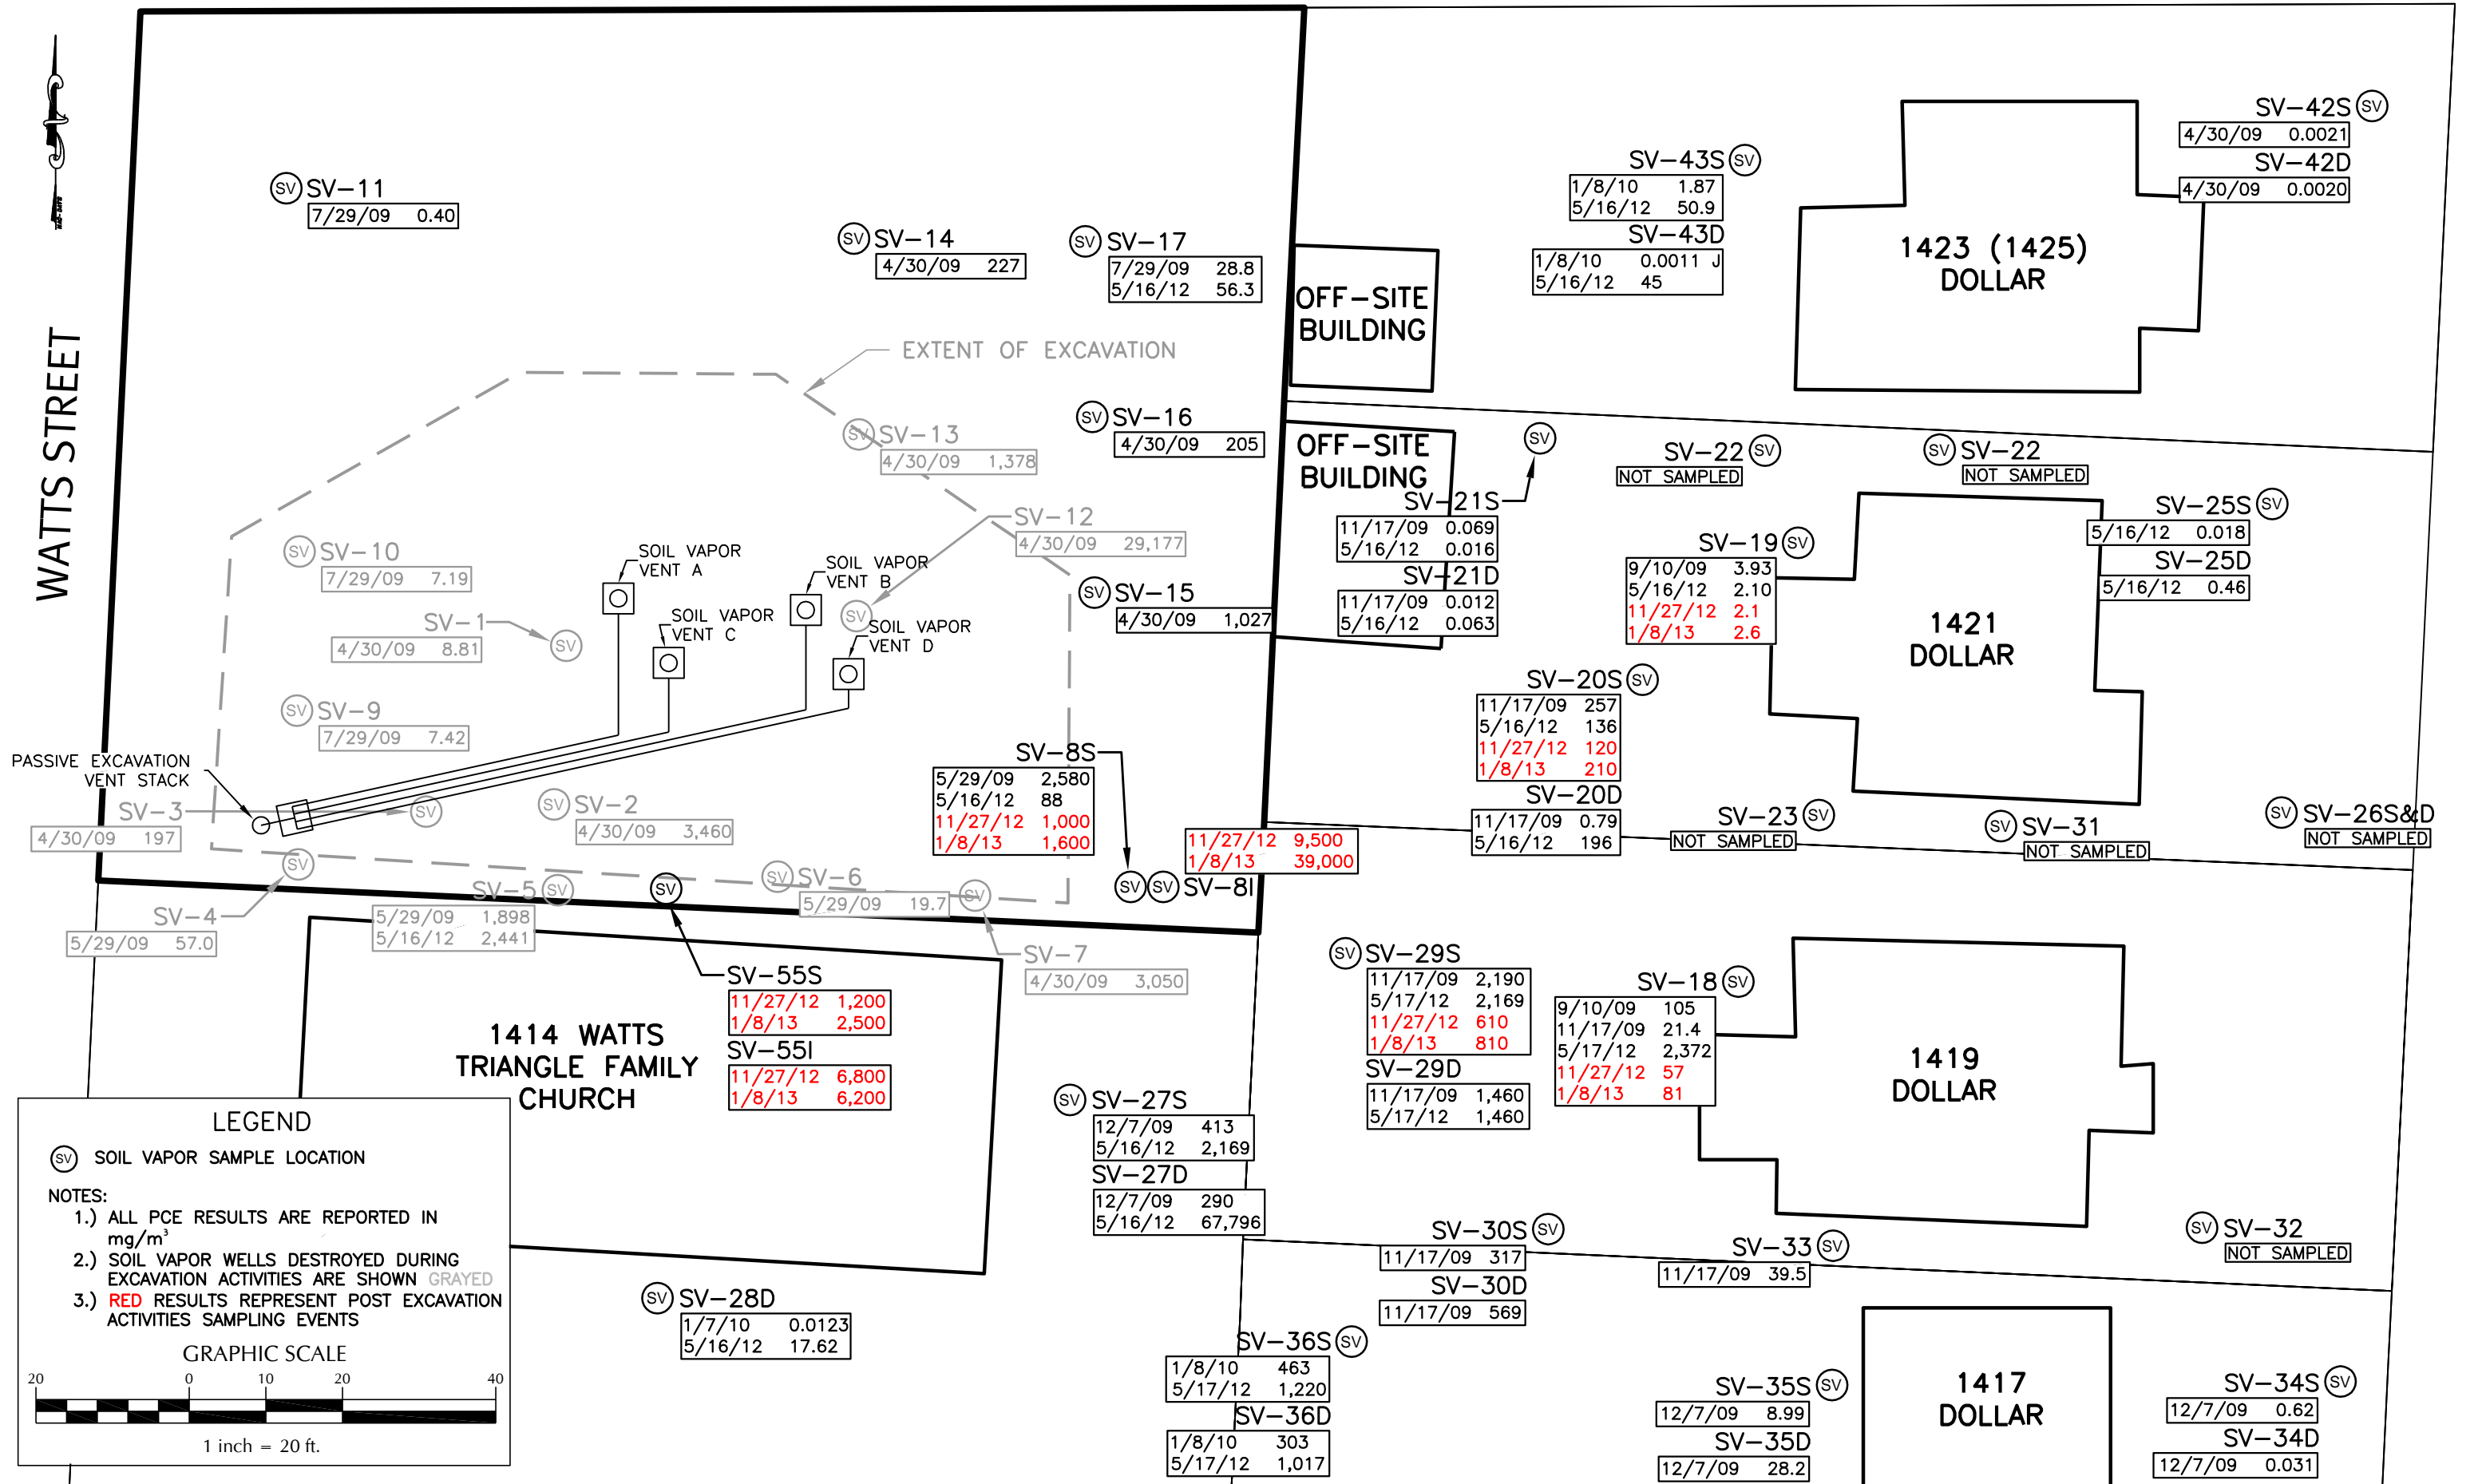 WATTS STREET
SV-11
7/29/09 0.40
SV-14
4/30/09 227
SV-17
7/29/09 28.8
5/16/12 56.3
EXTENT OF EXCAVATION
SV-13
4/30/09 1,378
SV-16
4/30/09 205
SV-12
4/30/09 29,177
SV-10
7/29/09 7.19
SV-1
4/30/09 8.81
SV-9
7/29/09 7.42
SOIL VAPOR
VENT A
SOIL VAPOR
VENT B
SOIL VAPOR
VENT C
SOIL VAPOR
VENT D
SV-15
4/30/09 1,027
PASSIVE EXCAVATION
VENT STACK
SV-3
4/30/09 197
SV-2
4/30/09 3,460
SV-8S
5/29/09 2,580
5/16/12 88
11/27/12 1,000
1/8/13 1,600
11/27/12 9,500
1/8/13 39,000
SV-8I
SV-4
5/29/09 57.0
SV-5
5/29/09 1,898
5/16/12 2,441
SV-6
5/29/09 19.7
SV-7
4/30/09 3,050
SV-55S
11/27/12 1,200
1/8/13 2,500
SV-55I
11/27/12 6,800
1/8/13 6,200
1414 WATTS
TRIANGLE FAMILY
CHURCH
SV-27S
12/7/09 413
5/16/12 2,169
SV-27D
12/7/09 290
5/16/12 67,796
SV-28D
1/7/10 0.0123
5/16/12 17.62
OFF-SITE
BUILDING
SV-43S
1/8/10 1.87
5/16/12 50.9
SV-43D
1/8/10 0.0011 J
5/16/12 45
1423 (1425)
DOLLAR
SV-42S
4/30/09 0.0021
SV-42D
4/30/09 0.0020
OFF-SITE
BUILDING
SV-21S
11/17/09 0.069
5/16/12 0.016
SV-21D
11/17/09 0.012
5/16/12 0.063
SV-22
NOT SAMPLED
SV-22
NOT SAMPLED
SV-25S
5/16/12 0.018
SV-25D
5/16/12 0.46
SV-19
9/10/09 3.93
5/16/12 2.10
11/27/12 2.1
1/8/13 2.6
1421
DOLLAR
SV-20S
11/17/09 257
5/16/12 136
11/27/12 120
1/8/13 210
SV-20D
11/17/09 0.79
5/16/12 196
SV-23
NOT SAMPLED
SV-31
NOT SAMPLED
SV-26S&D
NOT SAMPLED
SV-29S
11/17/09 2,190
5/17/12 2,169
11/27/12 610
1/8/13 810
SV-29D
11/17/09 1,460
5/17/12 1,460
SV-18
9/10/09 105
11/17/09 21.4
5/17/12 2,372
11/27/12 57
1/8/13 81
1419
DOLLAR
SV-30S
11/17/09 317
SV-30D
11/17/09 569
SV-33
11/17/09 39.5
SV-32
NOT SAMPLED
SV-36S
1/8/10 463
5/17/12 1,220
SV-36D
1/8/10 303
5/17/12 1,017
SV-35S
12/7/09 8.99
SV-35D
12/7/09 28.2
1417
DOLLAR
SV-34S
12/7/09 0.62
SV-34D
12/7/09 0.031
LEGEND
SV SOIL VAPOR SAMPLE LOCATION
NOTES:
1.) ALL PCE RESULTS ARE REPORTED IN
mg/m³
2.) SOIL VAPOR WELLS DESTROYED DURING
EXCAVATION ACTIVITIES ARE SHOWN GRAYED
3.) RED RESULTS REPRESENT POST EXCAVATION
ACTIVITIES SAMPLING EVENTS
GRAPHIC SCALE
20 0 10 20 40
1 inch = 20 ft.